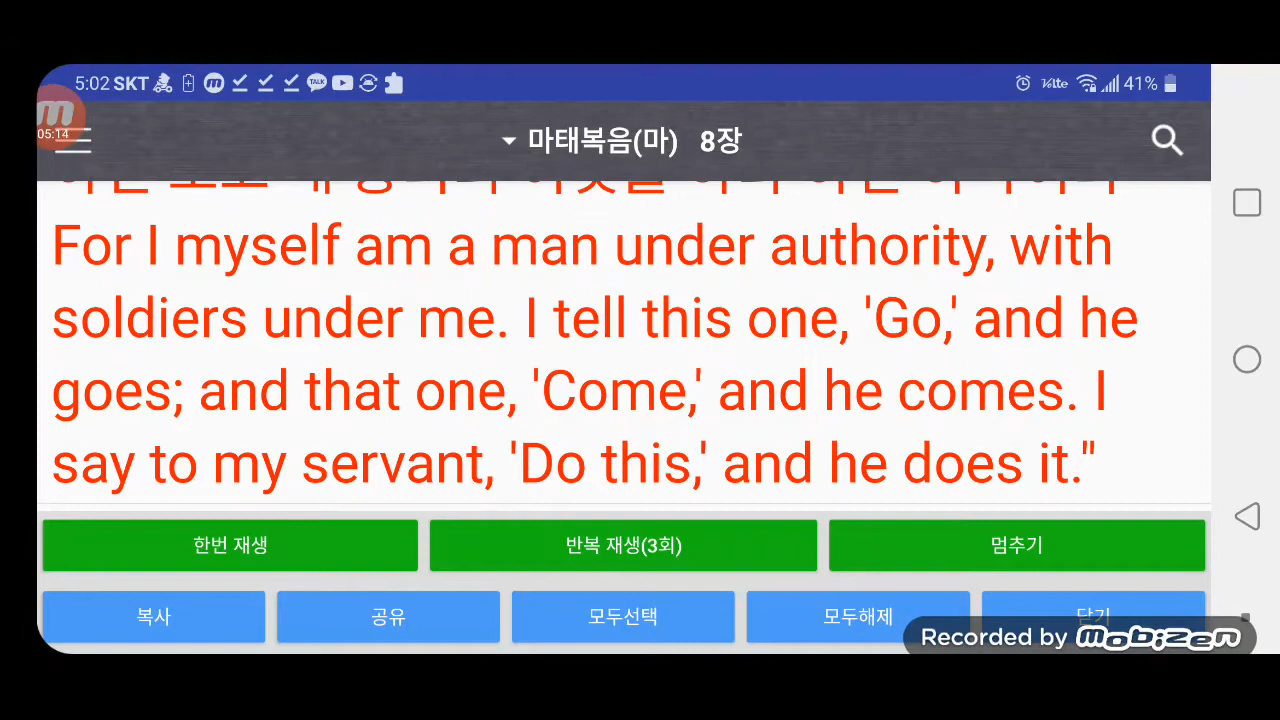 5:02 SKT
41%
05:14
마태복음(마) 8장
For I myself am a man under authority, with
soldiers under me. I tell this one, 'Go,' and he
goes; and that one, 'Come,' and he comes. I
say to my servant, 'Do this,' and he does it."
한번 재생
반복 재생(3회)
멈추기
복사
공유
모두선택
모두해제
닫기
Recorded by mobizen